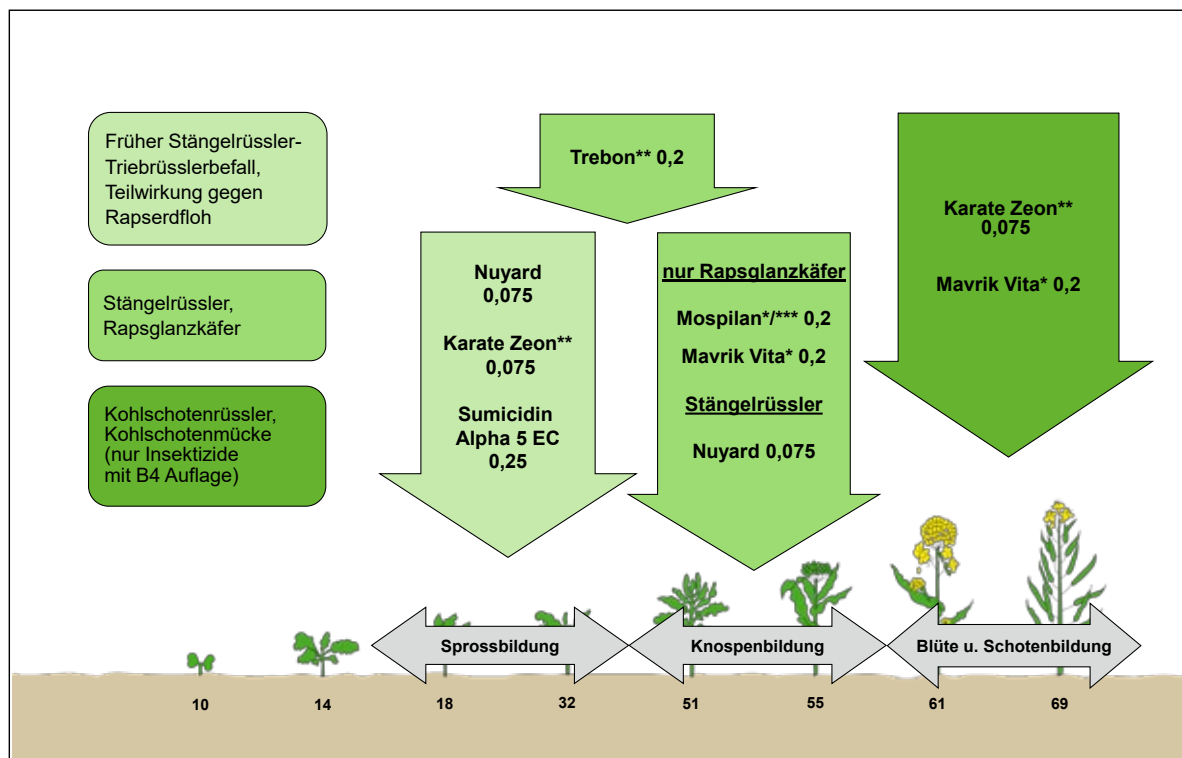 Früher Stängelrüssler-
Triebrüsslerbefall,
Teilwirkung gegen
Rapserdfloh
Stängelrüssler,
Rapsglanzkäfer
Kohlschotenrüssler,
Kohlschotenmücke
(nur Insektizide
mit B4 Auflage)
Trebon** 0,2
Nuyard
0,075
Karate Zeon**
0,075
Sumicidin
Alpha 5 EC
0,25
nur Rapsglanzkäfer
Mospilan*/*** 0,2
Mavrik Vita* 0,2
Stängelrüssler
Nuyard 0,075
Karate Zeon**
0,075
Mavrik Vita* 0,2
Sprossbildung
Knospenbildung
Blüte u. Schotenbildung
10
14
18
32
51
55
61
69